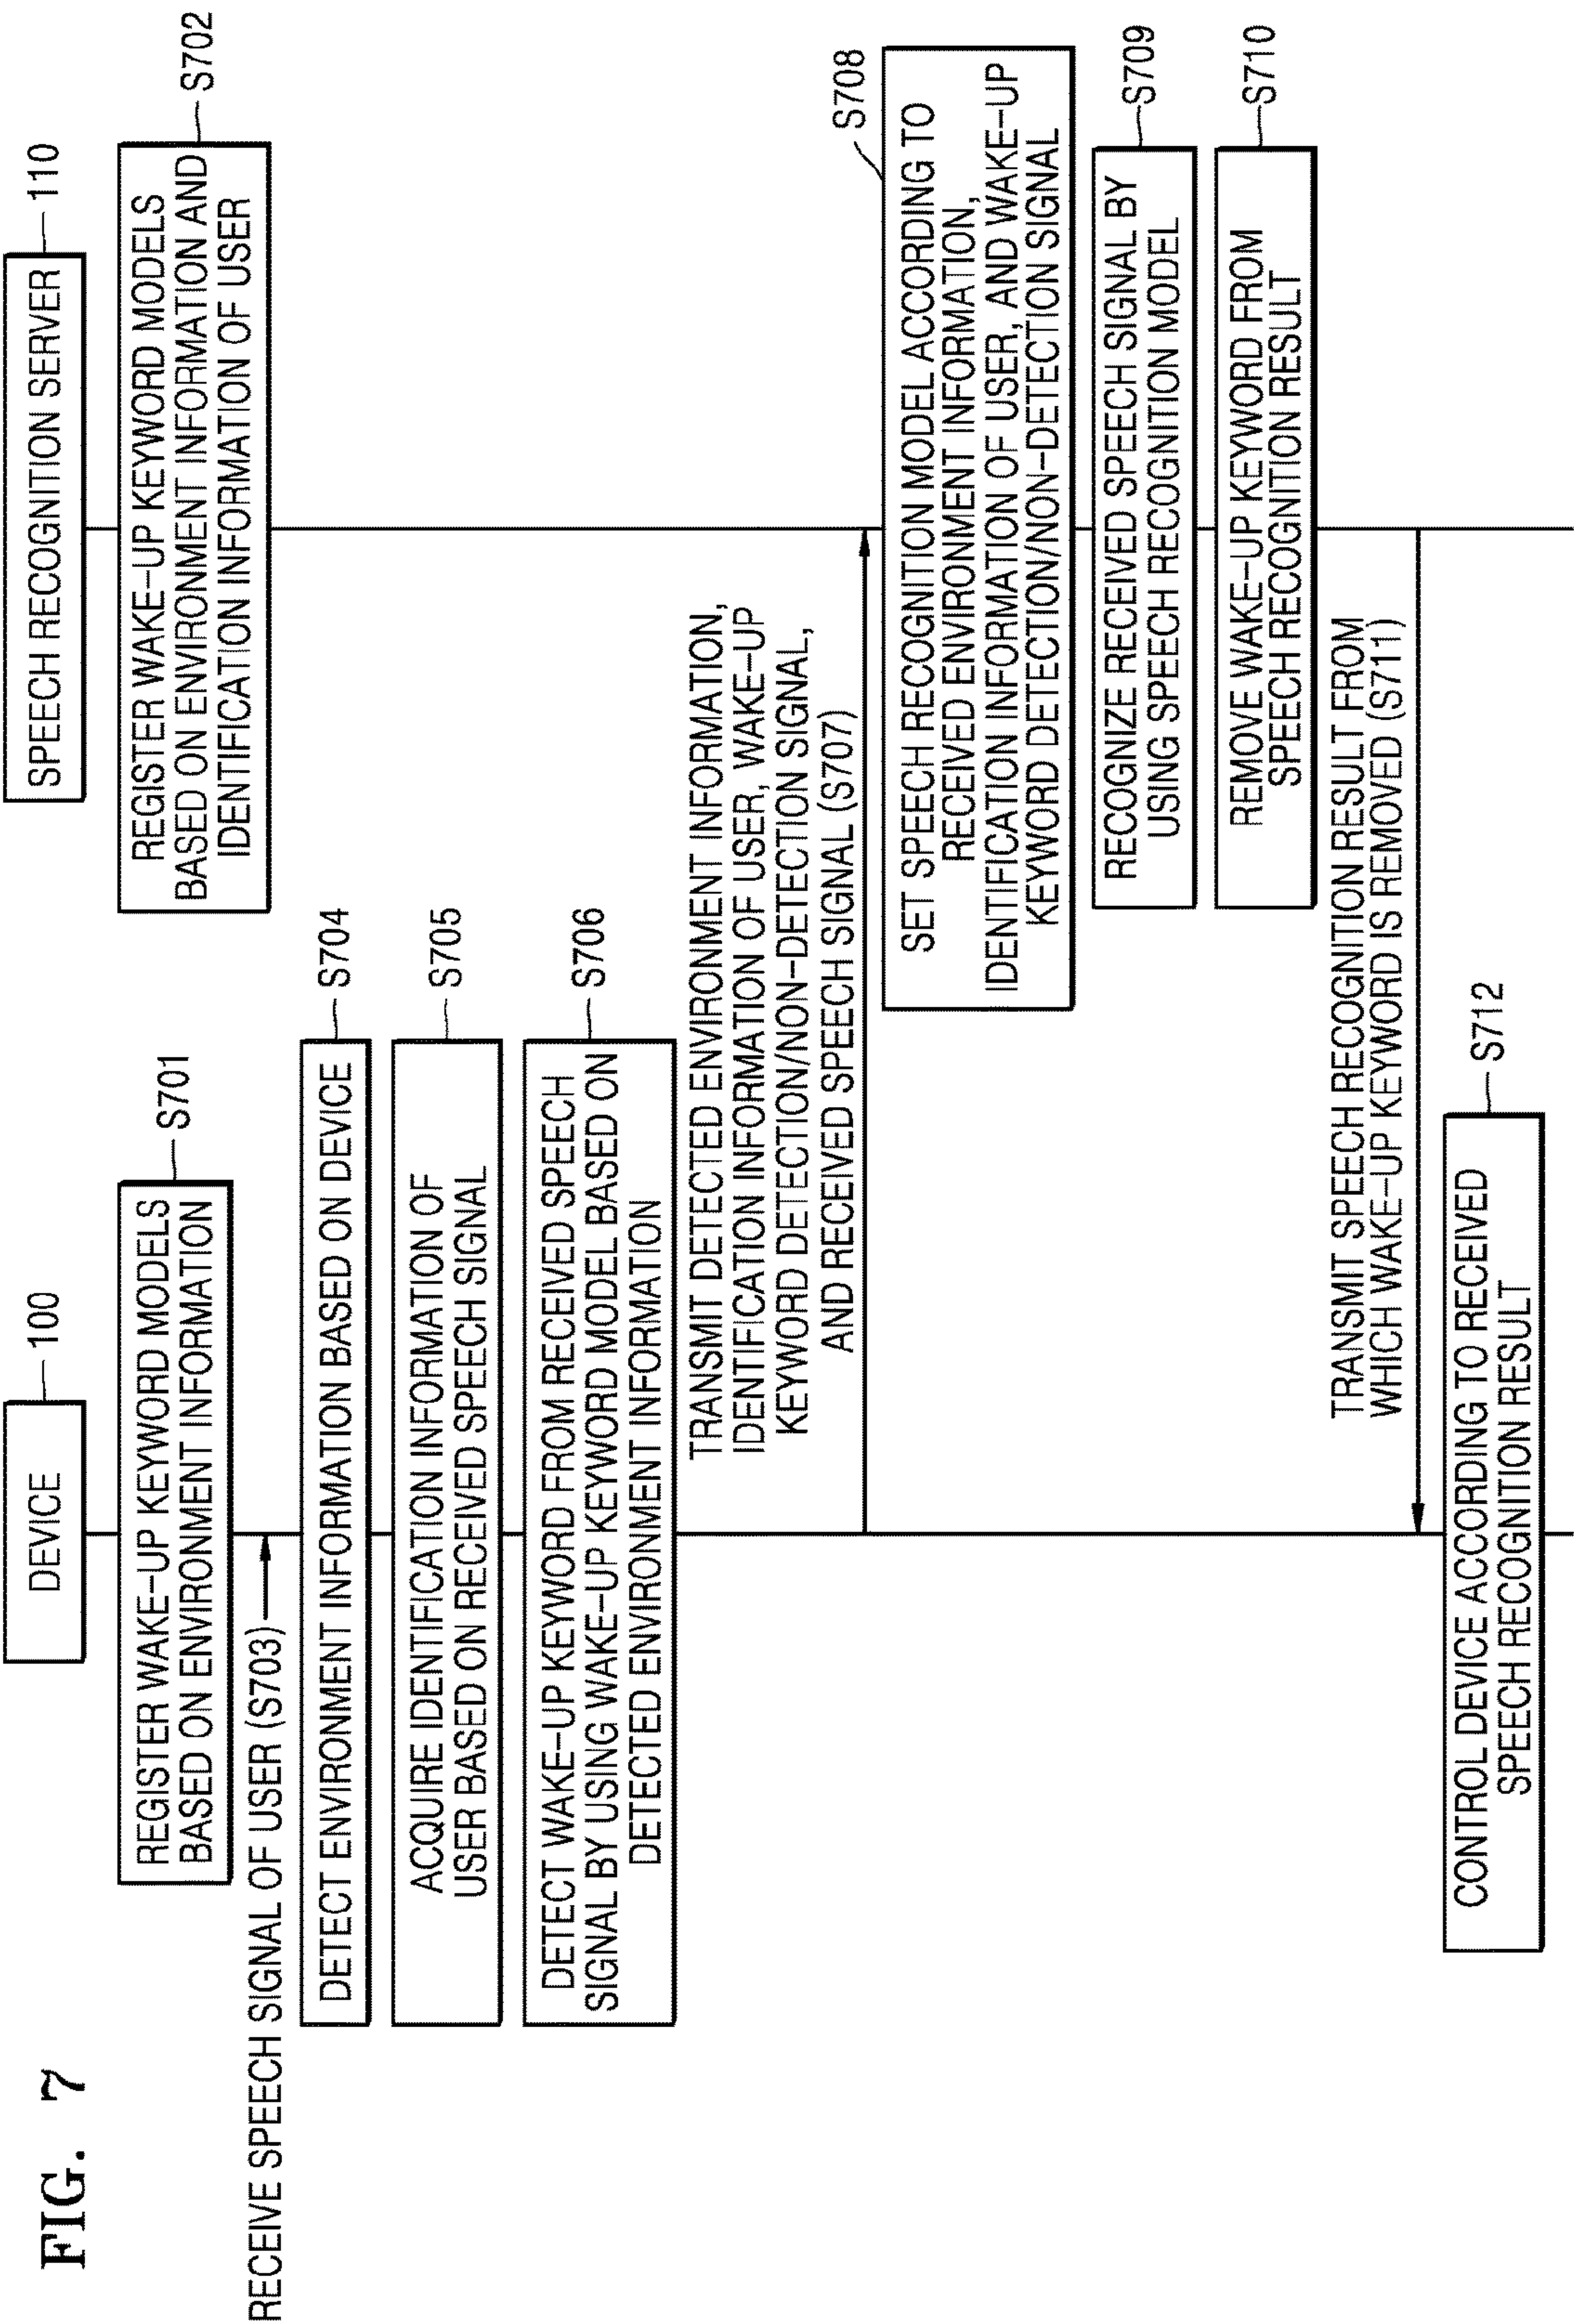 FIG. 7
DEVICE
100
SPEECH RECOGNITION SERVER
110
REGISTER WAKE-UP KEYWORD MODELS
BASED ON ENVIRONMENT INFORMATION
S701
REGISTER WAKE-UP KEYWORD MODELS
BASED ON ENVIRONMENT INFORMATION AND
IDENTIFICATION INFORMATION OF USER
S702
RECEIVE SPEECH SIGNAL OF USER (S703)
DETECT ENVIRONMENT INFORMATION BASED ON DEVICE
S704
ACQUIRE IDENTIFICATION INFORMATION OF
USER BASED ON RECEIVED SPEECH SIGNAL
S705
DETECT WAKE-UP KEYWORD FROM RECEIVED SPEECH
SIGNAL BY USING WAKE-UP KEYWORD MODEL BASED ON
DETECTED ENVIRONMENT INFORMATION
S706
TRANSMIT DETECTED ENVIRONMENT INFORMATION,
IDENTIFICATION INFORMATION OF USER, WAKE-UP
KEYWORD DETECTION/NON-DETECTION SIGNAL,
AND RECEIVED SPEECH SIGNAL (S707)
S708
SET SPEECH RECOGNITION MODEL ACCORDING TO
RECEIVED ENVIRONMENT INFORMATION,
IDENTIFICATION INFORMATION OF USER, AND WAKE-UP
KEYWORD DETECTION/NON-DETECTION SIGNAL
RECOGNIZE RECEIVED SPEECH SIGNAL BY
USING SPEECH RECOGNITION MODEL
S709
REMOVE WAKE-UP KEYWORD FROM
SPEECH RECOGNITION RESULT
S710
TRANSMIT SPEECH RECOGNITION RESULT FROM
WHICH WAKE-UP KEYWORD IS REMOVED (S711)
CONTROL DEVICE ACCORDING TO RECEIVED
SPEECH RECOGNITION RESULT
S712